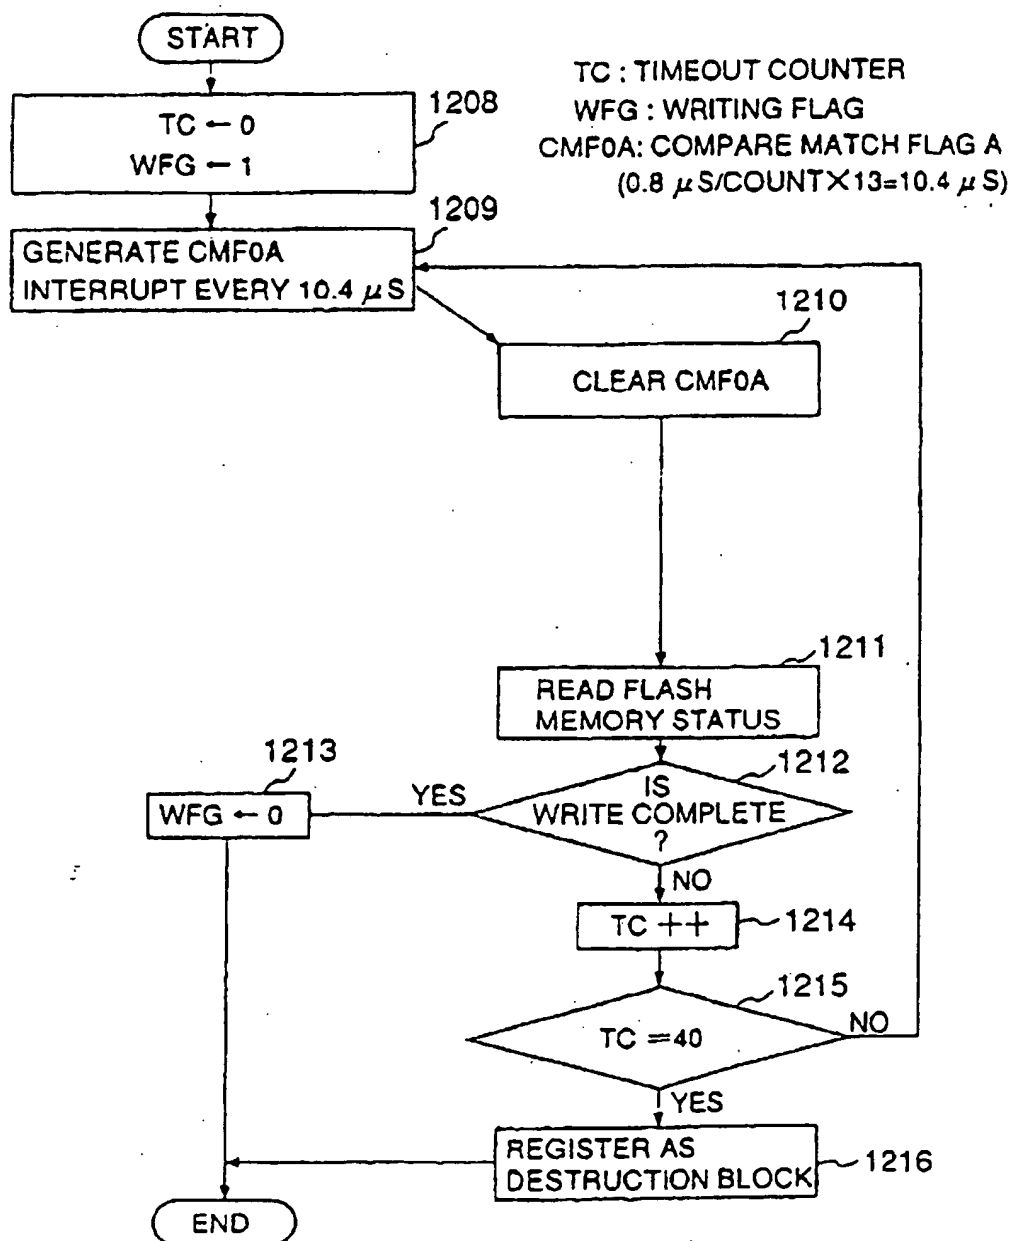 START
TC : TIMEOUT COUNTER
WFG : WRITING FLAG
CMF0A: COMPARE MATCH FLAG A
(0.8 μS/COUNT×13=10.4 μS)
1208
TC ← 0
WFG ← 1
1209
GENERATE CMF0A
INTERRUPT EVERY 10.4 μS
1210
CLEAR CMF0A
1211
READ FLASH
MEMORY STATUS
1212
IS
WRITE COMPLETE
?
YES
1213
WFG ← 0
NO
TC ++
1214
1215
TC =40
NO
YES
REGISTER AS
DESTRUCTION BLOCK
1216
END